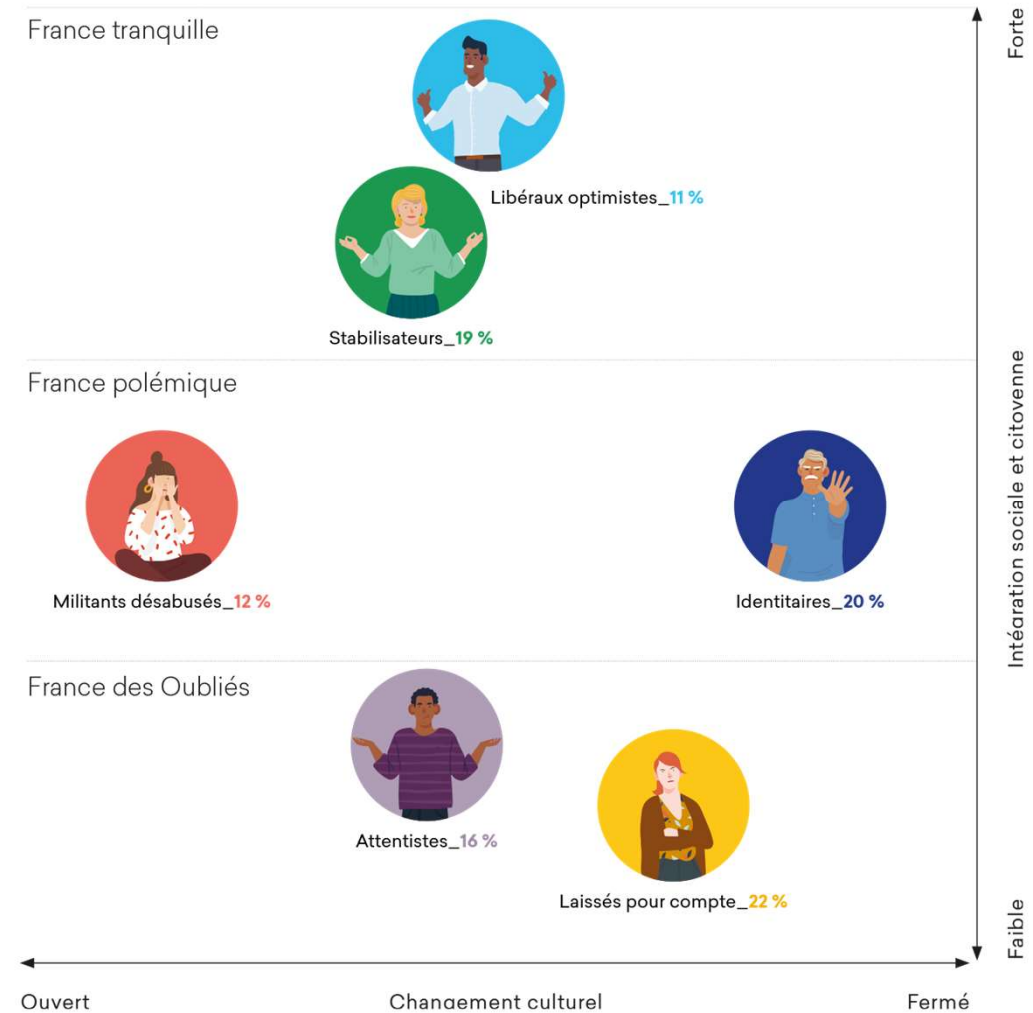 France tranquille
Forte
Libéraux optimistes_11 %
Stabilisateurs_19 %
France polémique
Intégration sociale et citoyenne
Militants désabusés_12 %
Identitaires_20 %
France des Oubliés
Attentistes_16 %
Laissés pour compte_22 %
Faible
Ouvert
Changement culturel
Fermé